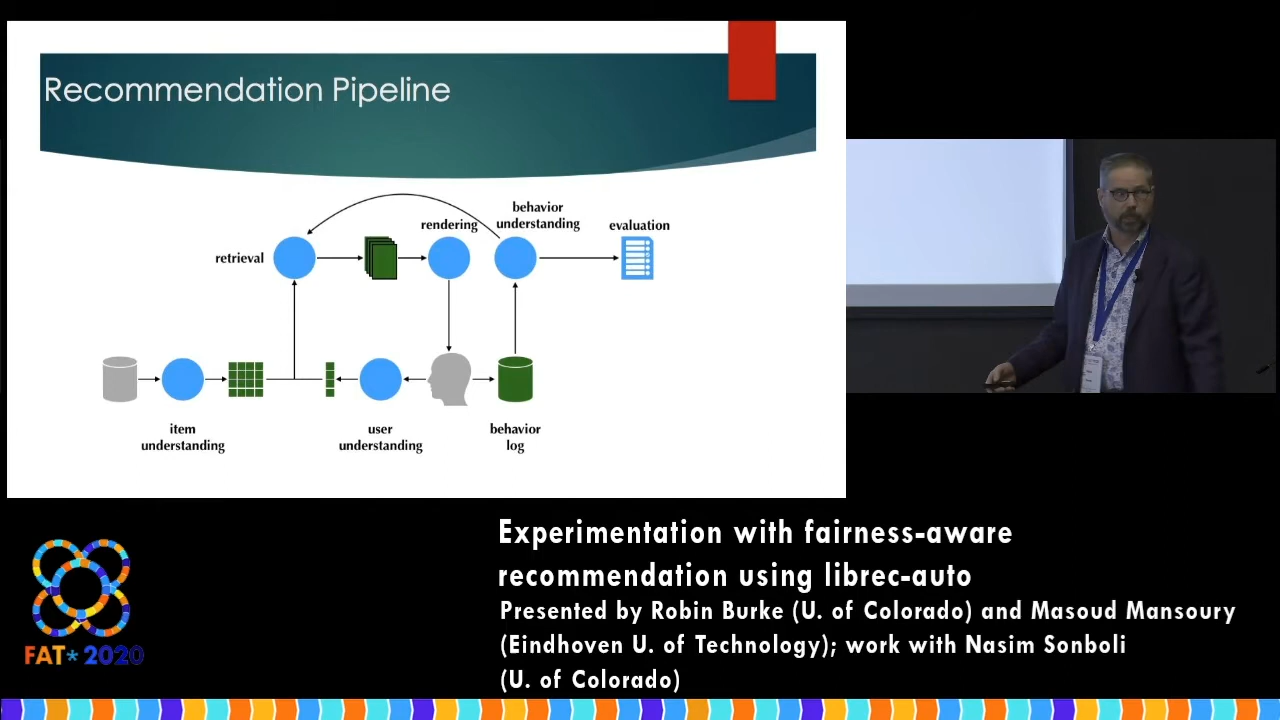 Recommendation Pipeline
behavior
understanding
rendering
evaluation
retrieval
item
understanding
user
understanding
behavior
log
Experimentation with fairness-aware
recommendation using librec-auto
Presented by Robin Burke (U. of Colorado) and Masoud Mansoury
(Eindhoven U. of Technology); work with Nasim Sonboli
(U. of Colorado)
FAT* 2020